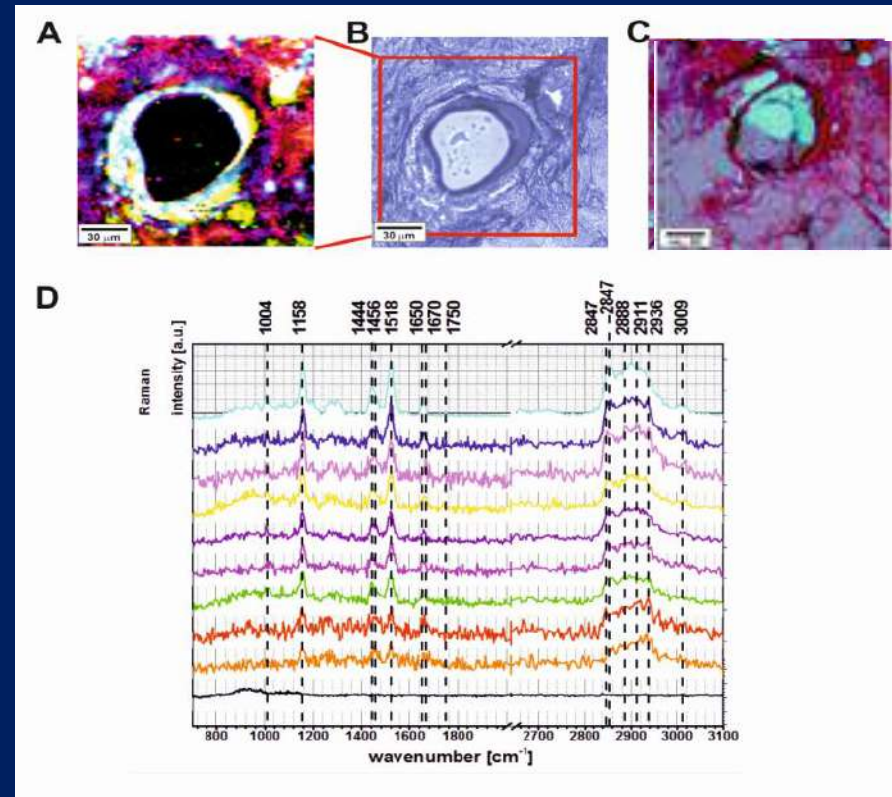 A
B
C
30 µm
30 µm
D
1004
1158
1444
1456
1518
1650
1670
1750
2847
2847
2888
2911
2936
3009
Raman
intensity [a.u.]
800 1000 1200 1400 1600 1800 2700 2800 2900 3000 3100
wavenumber [cm⁻¹]